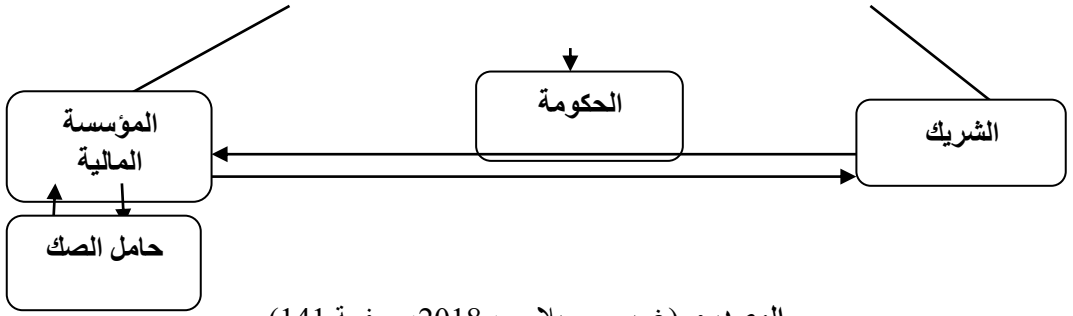 الحكومة
المؤسسة
المالية
الشريك
حامل الصك
2018، صفحة 141)